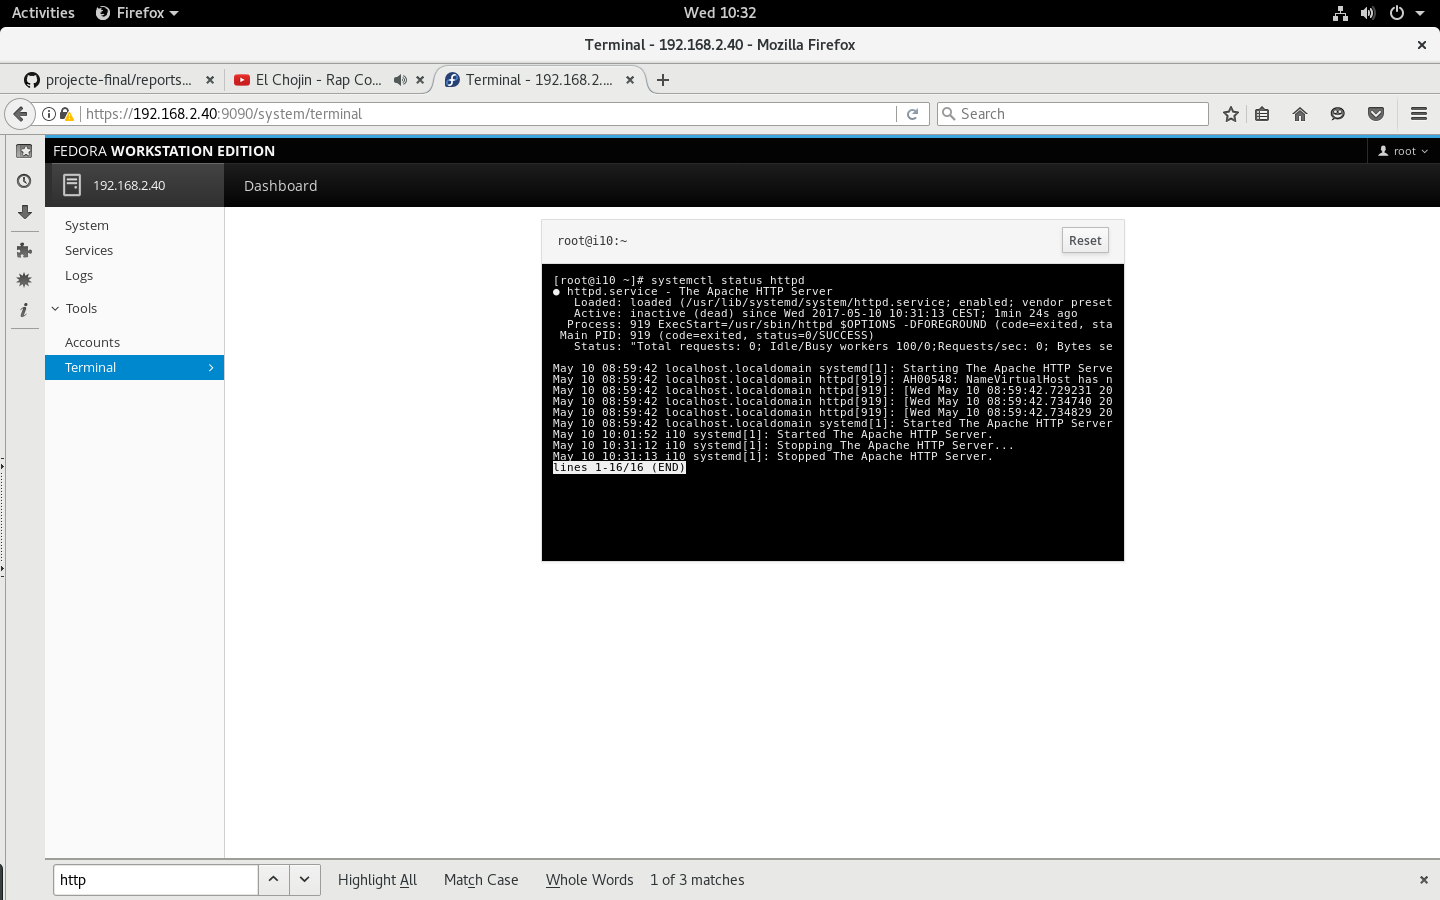 Activities Firefox Wed 10:32
Terminal - 192.168.2.40 - Mozilla Firefox
projecte-final/reports... El Chojin - Rap Co... Terminal - 192.168.2....
https://192.168.2.40:9090/system/terminal Search
FEDORA WORKSTATION EDITION root
192.168.2.40 Dashboard
System
Services
Logs
Tools
Accounts
Terminal
root@i10:~ Reset
[root@i10 ~]# systemctl status httpd
● httpd.service - The Apache HTTP Server
Loaded: loaded (/usr/lib/systemd/system/httpd.service; enabled; vendor preset
Active: inactive (dead) since Wed 2017-05-10 10:31:13 CEST; 1min 24s ago
Process: 919 ExecStart=/usr/sbin/httpd $OPTIONS -DFOREGROUND (code=exited, sta
Main PID: 919 (code=exited, status=0/SUCCESS)
Status: "Total requests: 0; Idle/Busy workers 100/0;Requests/sec: 0; Bytes se
May 10 08:59:42 localhost.localdomain systemd[1]: Starting The Apache HTTP Serve
May 10 08:59:42 localhost.localdomain httpd[919]: AH00548: NameVirtualHost has n
May 10 08:59:42 localhost.localdomain httpd[919]: [Wed May 10 08:59:42.729231 20
May 10 08:59:42 localhost.localdomain httpd[919]: [Wed May 10 08:59:42.734740 20
May 10 08:59:42 localhost.localdomain httpd[919]: [Wed May 10 08:59:42.734829 20
May 10 08:59:42 localhost.localdomain systemd[1]: Started The Apache HTTP Server
May 10 10:01:52 i10 systemd[1]: Started The Apache HTTP Server.
May 10 10:31:12 i10 systemd[1]: Stopping The Apache HTTP Server...
May 10 10:31:13 i10 systemd[1]: Stopped The Apache HTTP Server.
lines 1-16/16 (END)
http Highlight All Match Case Whole Words 1 of 3 matches